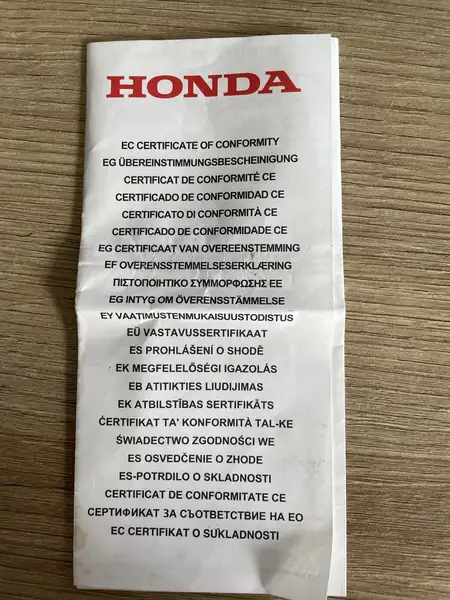 HONDA
EC CERTIFICATE OF CONFORMITY
EG ÜBEREINSTIMMUNGSBESCHEINIGUNG
CERTIFICAT DE CONFORMITÉ CE
CERTIFICADO DE CONFORMIDAD CE
CERTIFICATO DI CONFORMITÀ CE
CERTIFICADO DE CONFORMIDADE CE
EG CERTIFICAAT VAN OVEREENSTEMMING
EF OVERENSSTEMMELSESERKLÆRING
ΠΙΣΤΟΠΟΙΗΤΙΚΟ ΣΥΜΜΟΡΦΩΣΗΣ ΕΕ
EG INTYG OM ÖVERENSSTÄMMELSE
EY VAATIMUSTENMUKAISUUSTODISTUS
EÜ VASTAVUSSERTIFIKAAT
ES PROHLÁŠENÍ O SHODĚ
EK MEGFELELŐSÉGI IGAZOLÁS
EB ATITIKTIES LIUDIJIMAS
EK ATBILSTĪBAS SERTIFIKĀTS
ĊERTIFIKAT TA' KONFORMITÀ TAL-KE
ŚWIADECTWO ZGODNOŚCI WE
ES OSVEDČENIE O ZHODE
ES-POTRDILO O SKLADNOSTI
CERTIFICAT DE CONFORMITATE CE
СЕРТИФИКАТ ЗА СЪОТВЕТСТВИЕ НА ЕО
EC CERTIFIKAT O SUKLADNOSTI